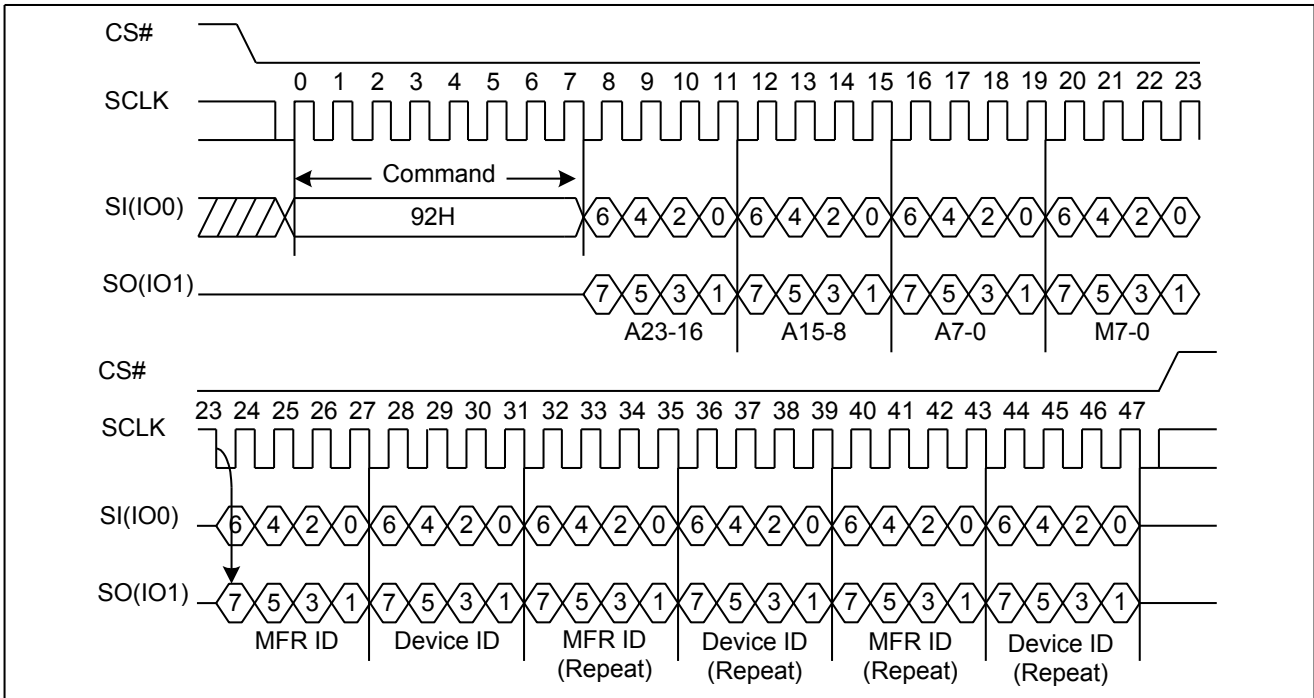 CS#
0 1 2 3 4 5 6 7 8 9 10 11 12 13 14 15 16 17 18 19 20 21 22 23
SCLK
Command
SI(IO0) 92H 6 4 2 0 6 4 2 0 6 4 2 0 6 4 2 0
SO(IO1) 7 5 3 1 7 5 3 1 7 5 3 1 7 5 3 1
A23-16 A15-8 A7-0 M7-0
CS#
23 24 25 26 27 28 29 30 31 32 33 34 35 36 37 38 39 40 41 42 43 44 45 46 47
SCLK
SI(IO0) 6 4 2 0 6 4 2 0 6 4 2 0 6 4 2 0 6 4 2 0 6 4 2 0
SO(IO1) 7 5 3 1 7 5 3 1 7 5 3 1 7 5 3 1 7 5 3 1 7 5 3 1
MFR ID Device ID MFR ID Device ID MFR ID Device ID
(Repeat) (Repeat) (Repeat) (Repeat)